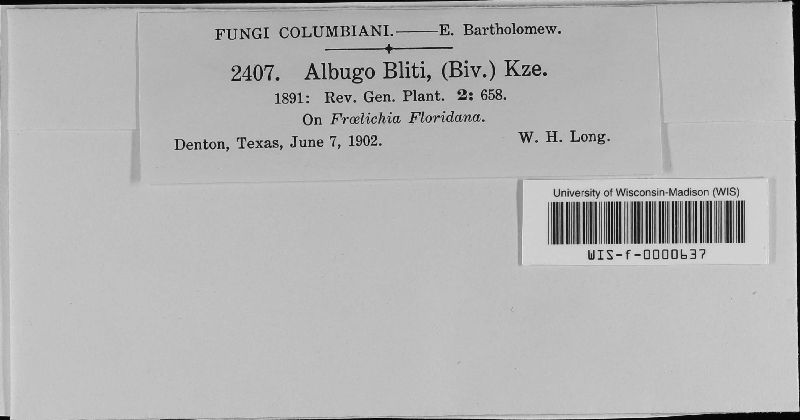 FUNGI COLUMBIANI.——E. Bartholomew.
2407. Albugo Bliti, (Biv.) Kze.
1891: Rev. Gen. Plant. 2: 658.
On Frœlichia Floridana.
Denton, Texas, June 7, 1902. W. H. Long.
University of Wisconsin-Madison (WIS)
WIS-f-0000637